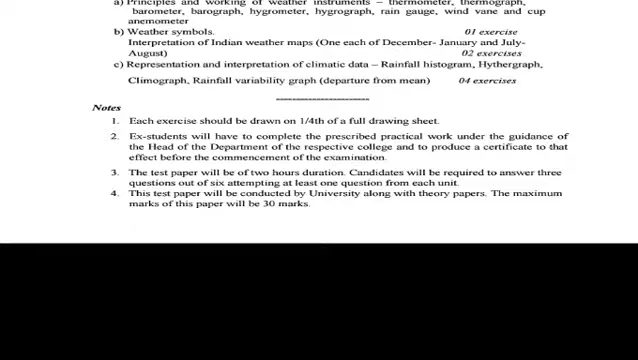 a) Principles and working of weather instruments – thermometer, thermograph,
barometer, barograph, hygrometer, hygrograph, rain gauge, wind vane and cup
anemometer
b) Weather symbols. 01 exercise
Interpretation of Indian weather maps (One each of December- January and July-
August) 02 exercises
c) Representation and interpretation of climatic data – Rainfall histogram, Hythergraph,
Climograph, Rainfall variability graph (departure from mean) 04 exercises
-----------------------
Notes
1. Each exercise should be drawn on 1/4th of a full drawing sheet.
2. Ex-students will have to complete the prescribed practical work under the guidance of
the Head of the Department of the respective college and to produce a certificate to that
effect before the commencement of the examination.
3. The test paper will be of two hours duration. Candidates will be required to answer three
questions out of six attempting at least one question from each unit.
4. This test paper will be conducted by University along with theory papers. The maximum
marks of this paper will be 30 marks.